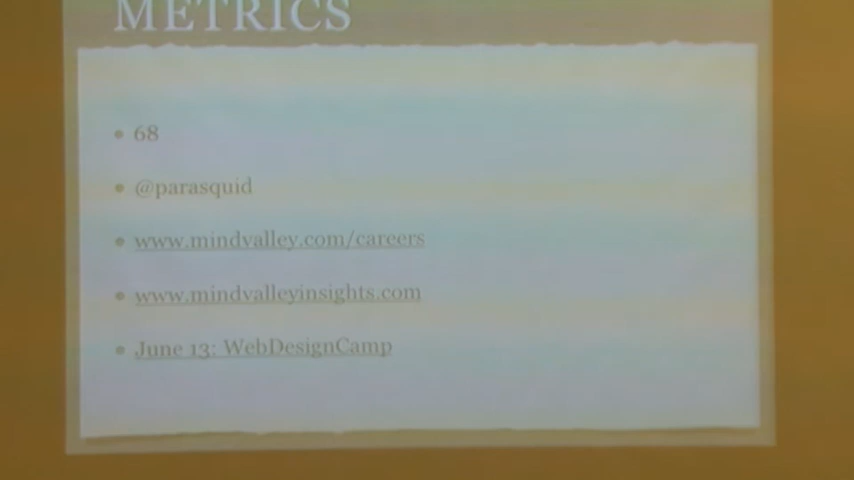 METRICS
68
@parasquid
www.mindvalley.com/careers
www.mindvalleyinsights.com
June 13: WebDesignCamp